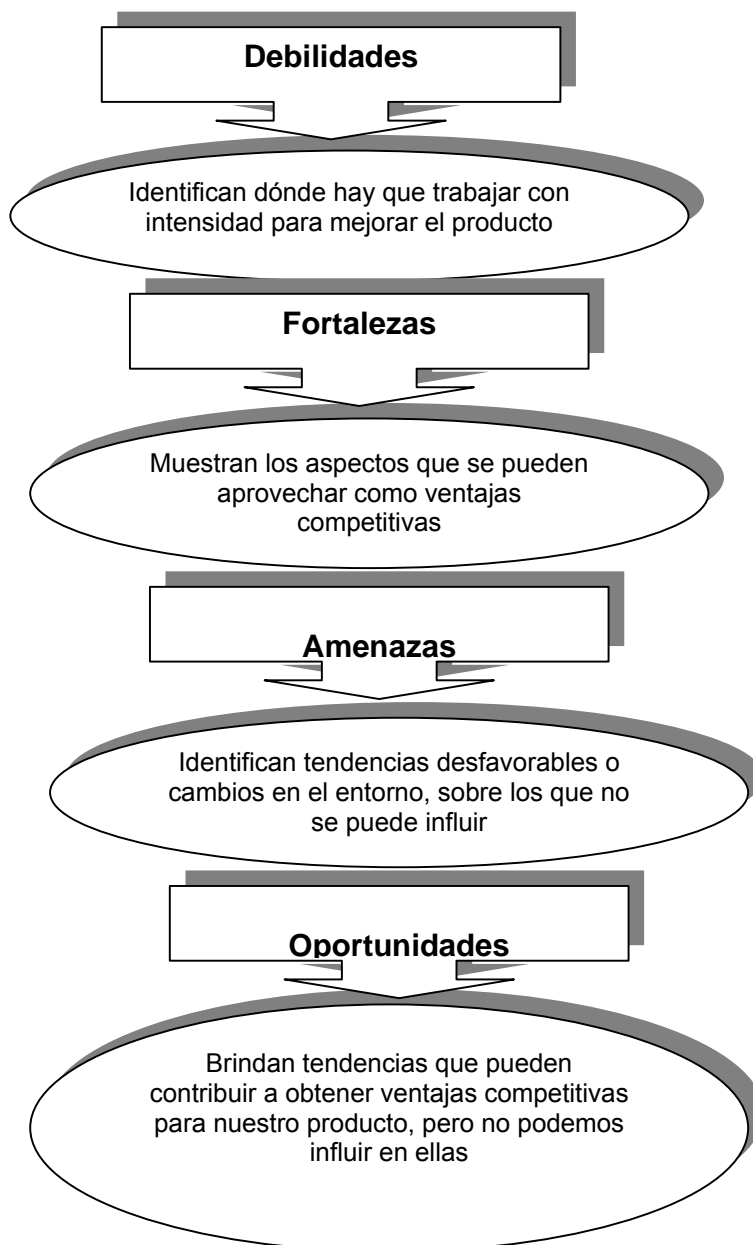 Debilidades
Identifican dónde hay que trabajar con
intensidad para mejorar el producto
Fortalezas
Muestran los aspectos que se pueden
aprovechar como ventajas
competitivas
Amenazas
Identifican tendencias desfavorables o
cambios en el entorno, sobre los que no
se puede influir
Oportunidades
Brindan tendencias que pueden
contribuir a obtener ventajas competitivas
para nuestro producto, pero no podemos
influir en ellas